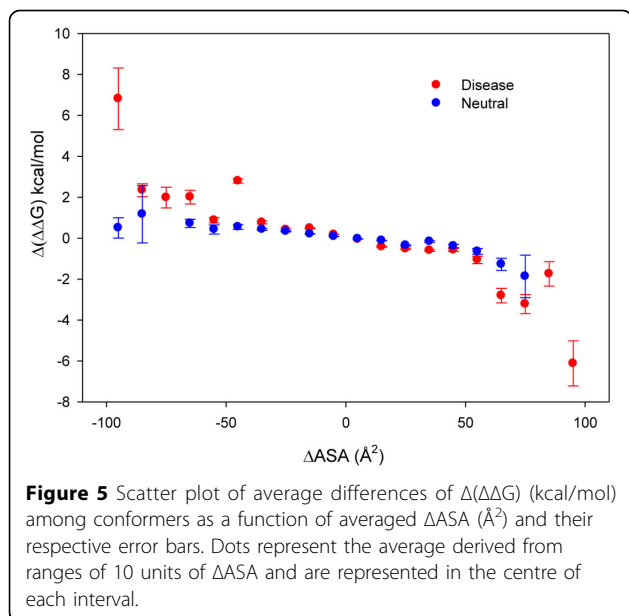 10
8
6
4
2
0
-2
-4
-6
-8
Δ(ΔΔG) kcal/mol
Disease
Neutral
-100 -50 0 50 100
ΔASA (Å²)
Figure 5 Scatter plot of average differences of Δ(ΔΔG) (kcal/mol)
among conformers as a function of averaged ΔASA (Å²) and their
respective error bars. Dots represent the average derived from
ranges of 10 units of ΔASA and are represented in the centre of
each interval.